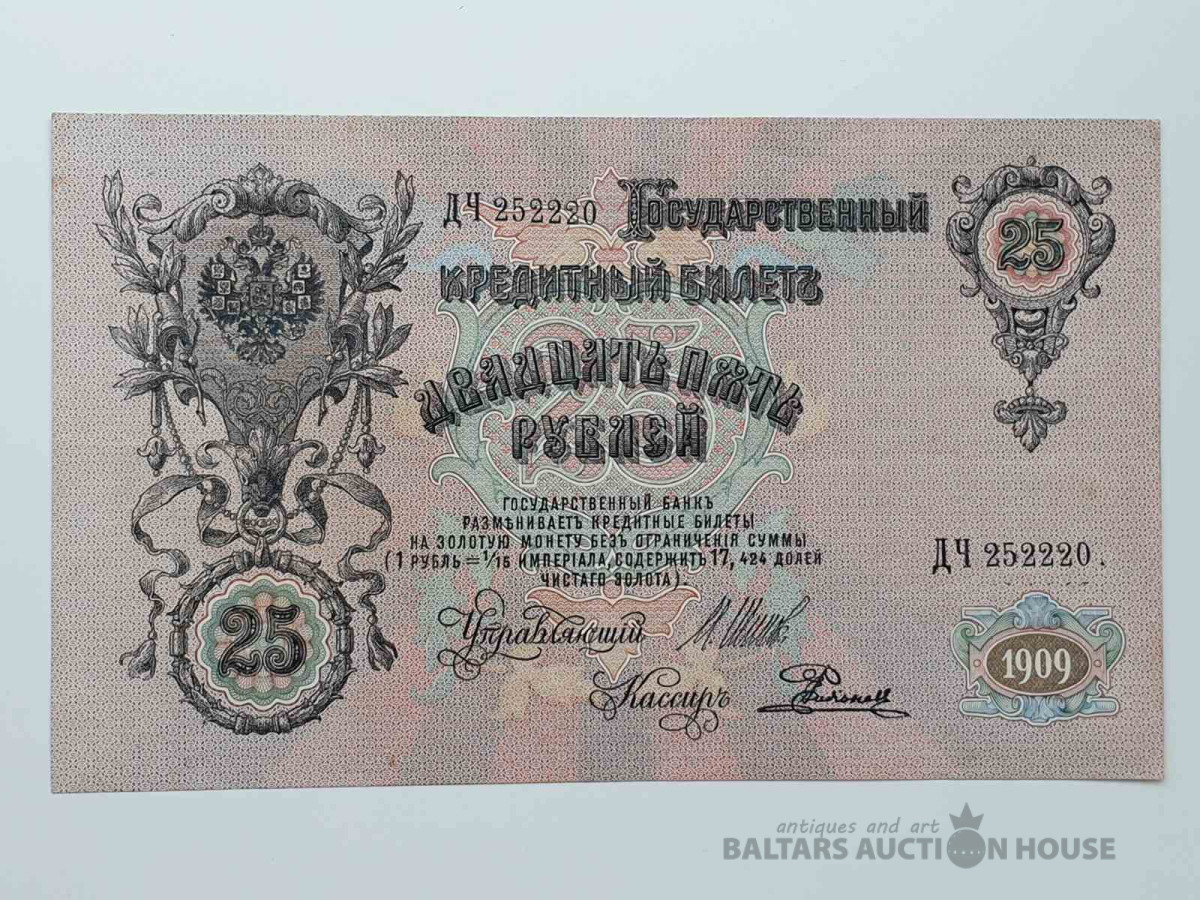 ДЧ 252220 Государственный
кредитный билетъ
25
25
двадцать пять
рублей
Государственный банкъ
размѣниваетъ кредитные билеты
на золотую монету безъ ограниченія суммы
(1 рубль = 1/15 имперіала, содержитъ 17,424 долей
чистаго золота).
ДЧ 252220.
25
Управляющий
1909
Кассиръ
antiques and art
BALTARS AUCTION HOUSE